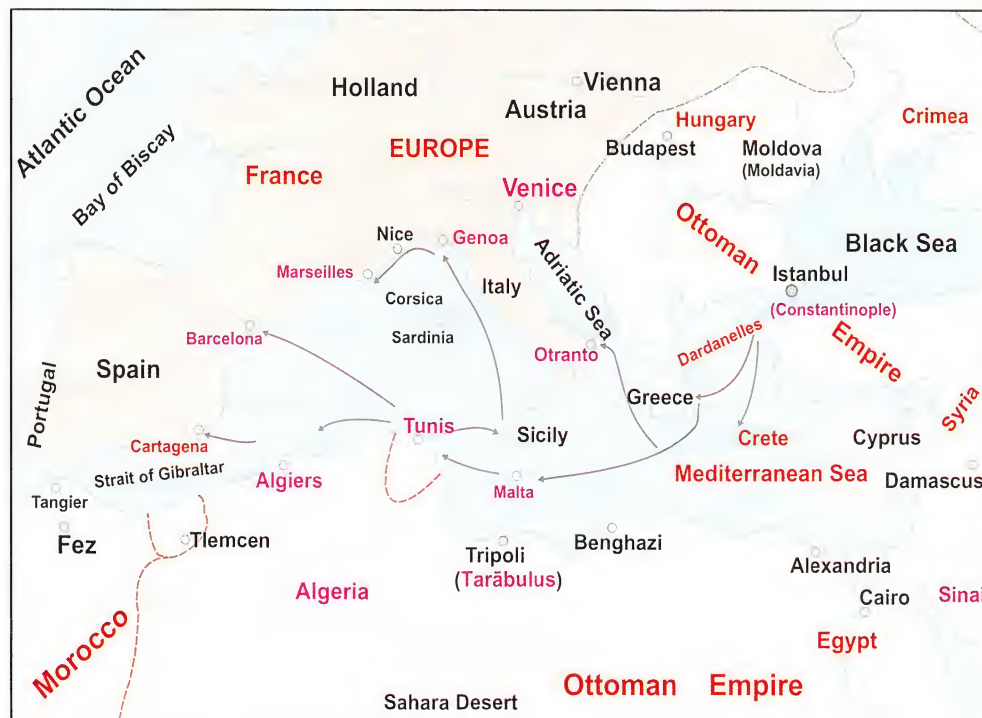 Atlantic Ocean
Bay of Biscay
Holland
Vienna
Austria
Hungary
Crimea
Budapest
Moldova
(Moldavia)
EUROPE
France
Venice
Ottoman
Black Sea
Nice
Genoa
Adriatic Sea
Istanbul
Marseilles
Corsica
Italy
(Constantinople)
Barcelona
Sardinia
Otranto
Dardanelles
Empire
Spain
Portugal
Greece
Syria
Tunis
Sicily
Cartagena
Crete
Cyprus
Strait of Gibraltar
Algiers
Malta
Mediterranean Sea
Damascus
Tangier
Fez
Tlemcen
Tripoli
(Tarābulus)
Benghazi
Alexandria
Algeria
Cairo
Sinai
Morocco
Egypt
Sahara Desert
Ottoman Empire